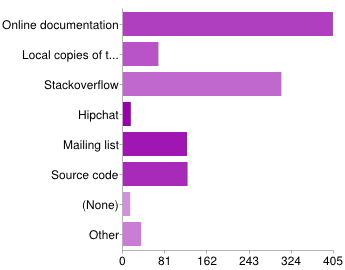 Online documentation
Local copies of t...
Stackoverflow
Hipchat
Mailing list
Source code
(None)
Other
0 81 162 243 324 405